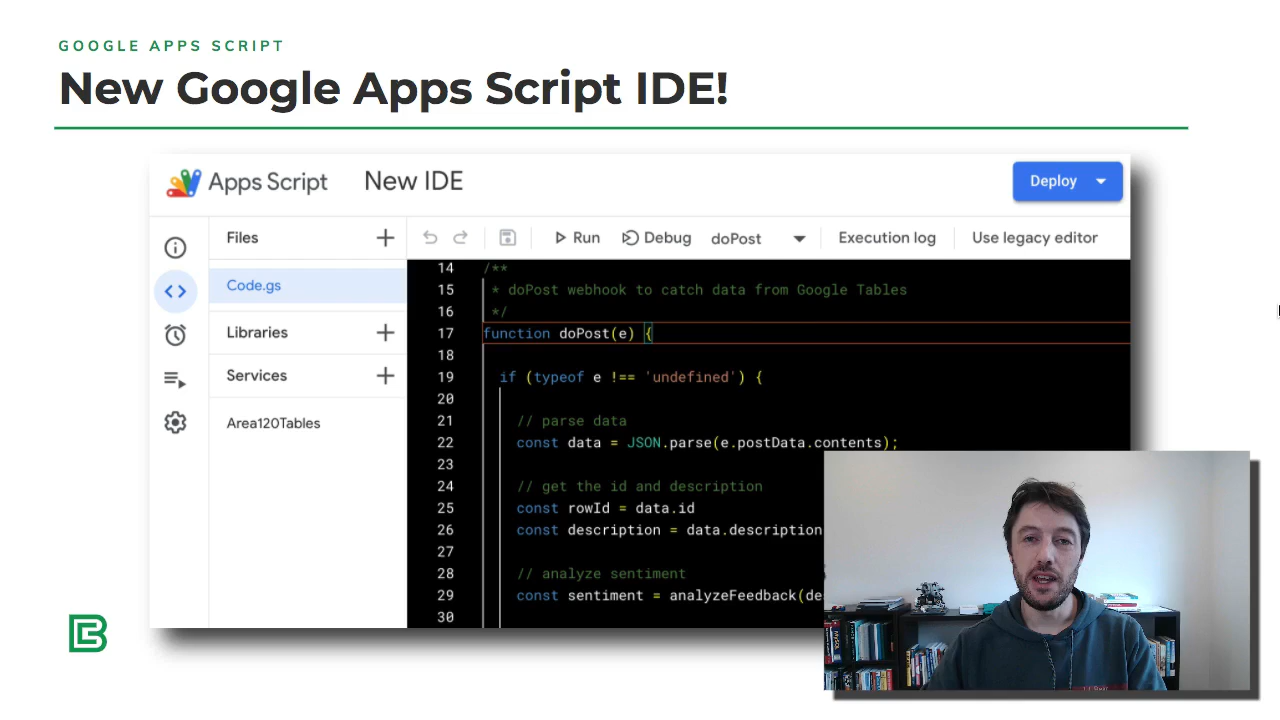 GOOGLE APPS SCRIPT
New Google Apps Script IDE!
Apps Script New IDE Deploy
Files
Run Debug doPost Execution log Use legacy editor
Code.gs
Libraries
Services
Area120Tables
14 /**
15 * doPost webhook to catch data from Google Tables
16 */
17 function doPost(e) {
18
19 if (typeof e !== 'undefined') {
20
21 // parse data
22 const data = JSON.parse(e.postData.contents);
23
24 // get the id and description
25 const rowId = data.id
26 const description = data.description
27
28 // analyze sentiment
29 const sentiment = analyzeFeedback(de
30
MySQL